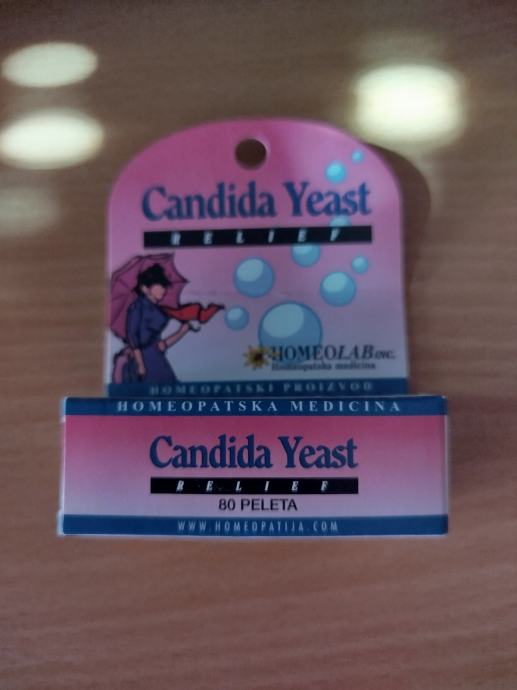 Candida Yeast
RELIEF
HOMEOLAB INC.
Homeopatska medicina
HOMEOPATSKI PROIZVOD
HOMEOPATSKA MEDICINA
Candida Yeast
RELIEF
80 PELETA
WWW.HOMEOPATIJA.COM